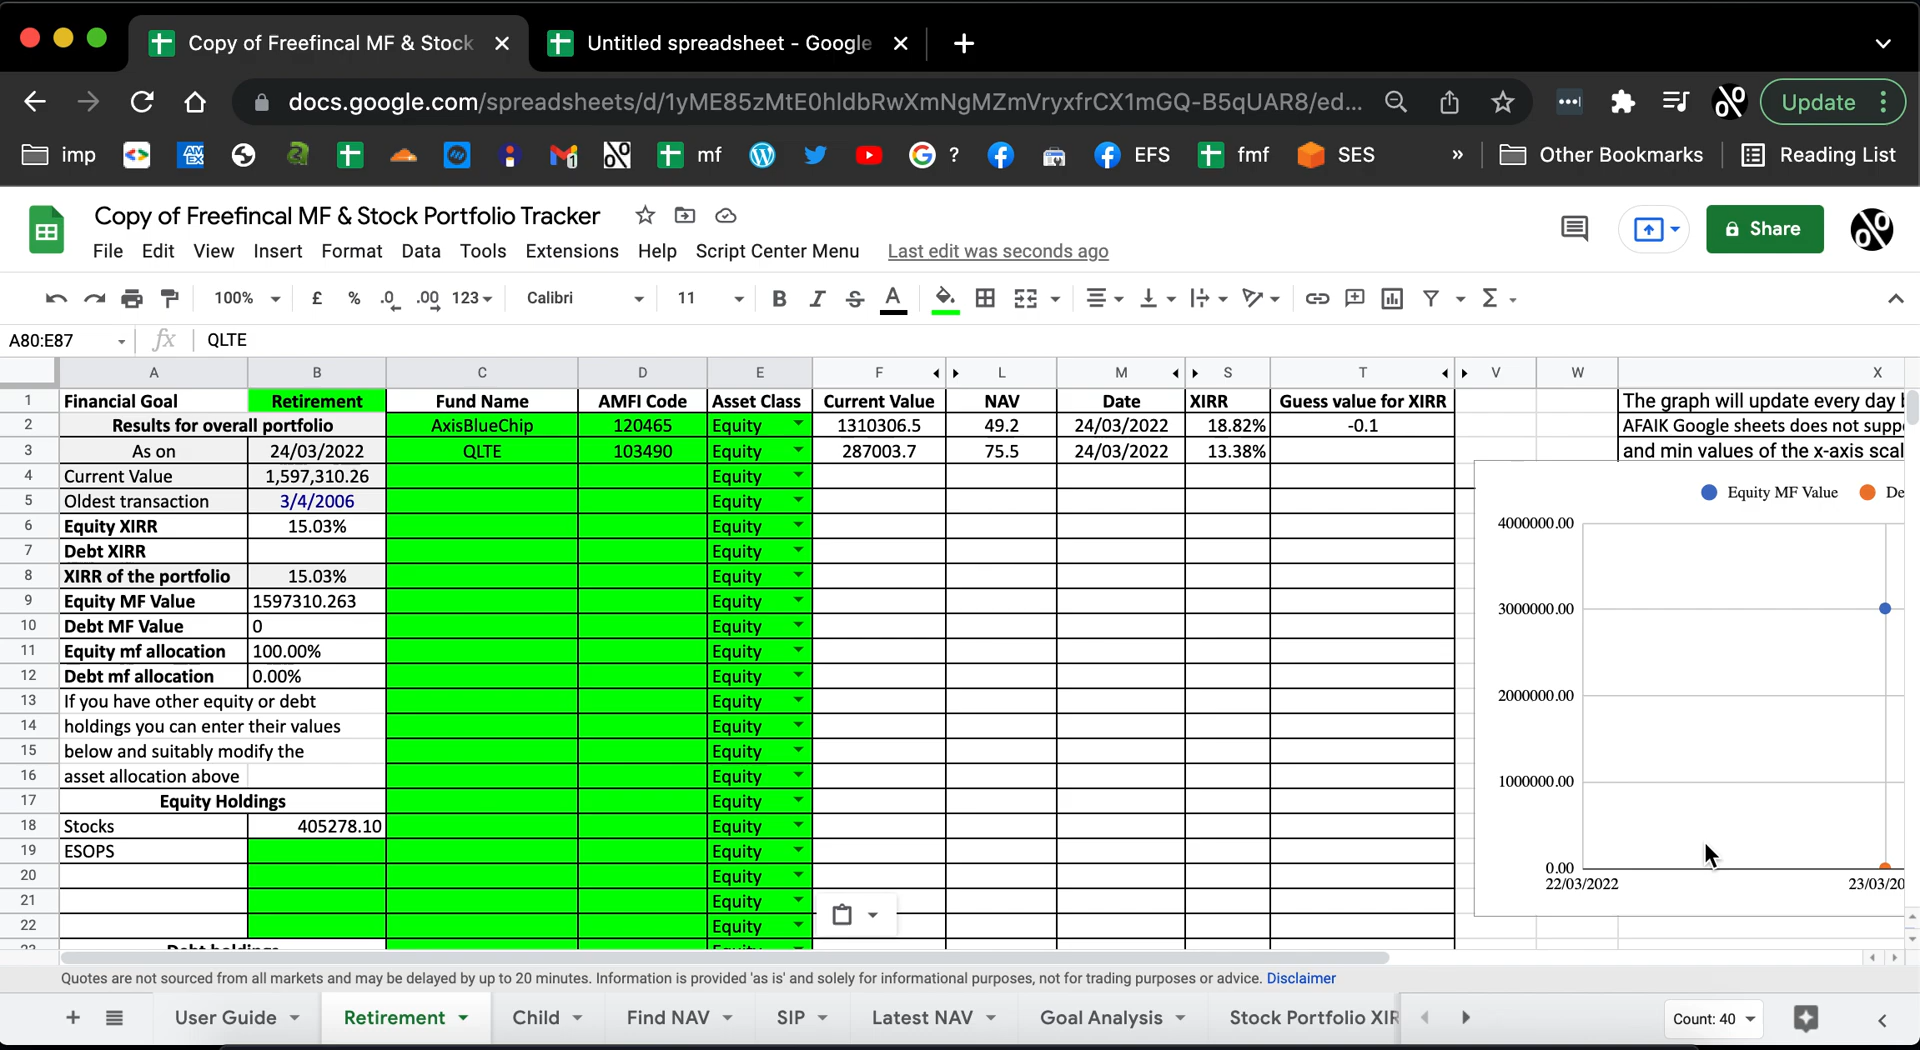 Copy of Freefincal MF & Stock
Untitled spreadsheet - Google
docs.google.com/spreadsheets/d/1yME85zMtE0hIdbRwXmNgMZmVryxfrCX1mGQ-B5qUAR8/ed...
Update
imp
mf
?
EFS
fmf
SES
»
Other Bookmarks
Reading List
Copy of Freefincal MF & Stock Portfolio Tracker
File Edit View Insert Format Data Tools Extensions Help Script Center Menu Last edit was seconds ago
Share
100% £ % .0 .00 123 Calibri 11 B I S A Σ
A80:E87 fx QLTE
A B C D E F L M S T V W X
1 Financial Goal Retirement Fund Name AMFI Code Asset Class Current Value NAV Date XIRR Guess value for XIRR The graph will update every day
2 Results for overall portfolio AxisBlueChip 120465 Equity 1310306.5 49.2 24/03/2022 18.82% -0.1 AFAIK Google sheets does not
3 As on 24/03/2022 QLTE 103490 Equity 287003.7 75.5 24/03/2022 13.38% and min values of the x-axis
4 Current Value 1,597,310.26 Equity
5 Oldest transaction 3/4/2006 Equity
6 Equity XIRR 15.03% Equity
7 Debt XIRR Equity
8 XIRR of the portfolio 15.03% Equity
9 Equity MF Value 1597310.263 Equity
10 Debt MF Value 0 Equity
11 Equity mf allocation 100.00% Equity
12 Debt mf allocation 0.00% Equity
13 If you have other equity or debt Equity
14 holdings you can enter their values Equity
15 below and suitably modify the Equity
16 asset allocation above Equity
17 Equity Holdings Equity
18 Stocks 405278.10 Equity
19 ESOPS Equity
20 Equity
21 Equity
22 Equity
23 Debt holdings Equity
Equity MF Value De
4000000.00
3000000.00
2000000.00
1000000.00
0.00
22/03/2022 23/03/20
Quotes are not sourced from all markets and may be delayed by up to 20 minutes. Information is provided 'as is' and solely for informational purposes, not for trading purposes or advice. Disclaimer
User Guide Retirement Child Find NAV SIP Latest NAV Goal Analysis Stock Portfolio XIR
Count: 40